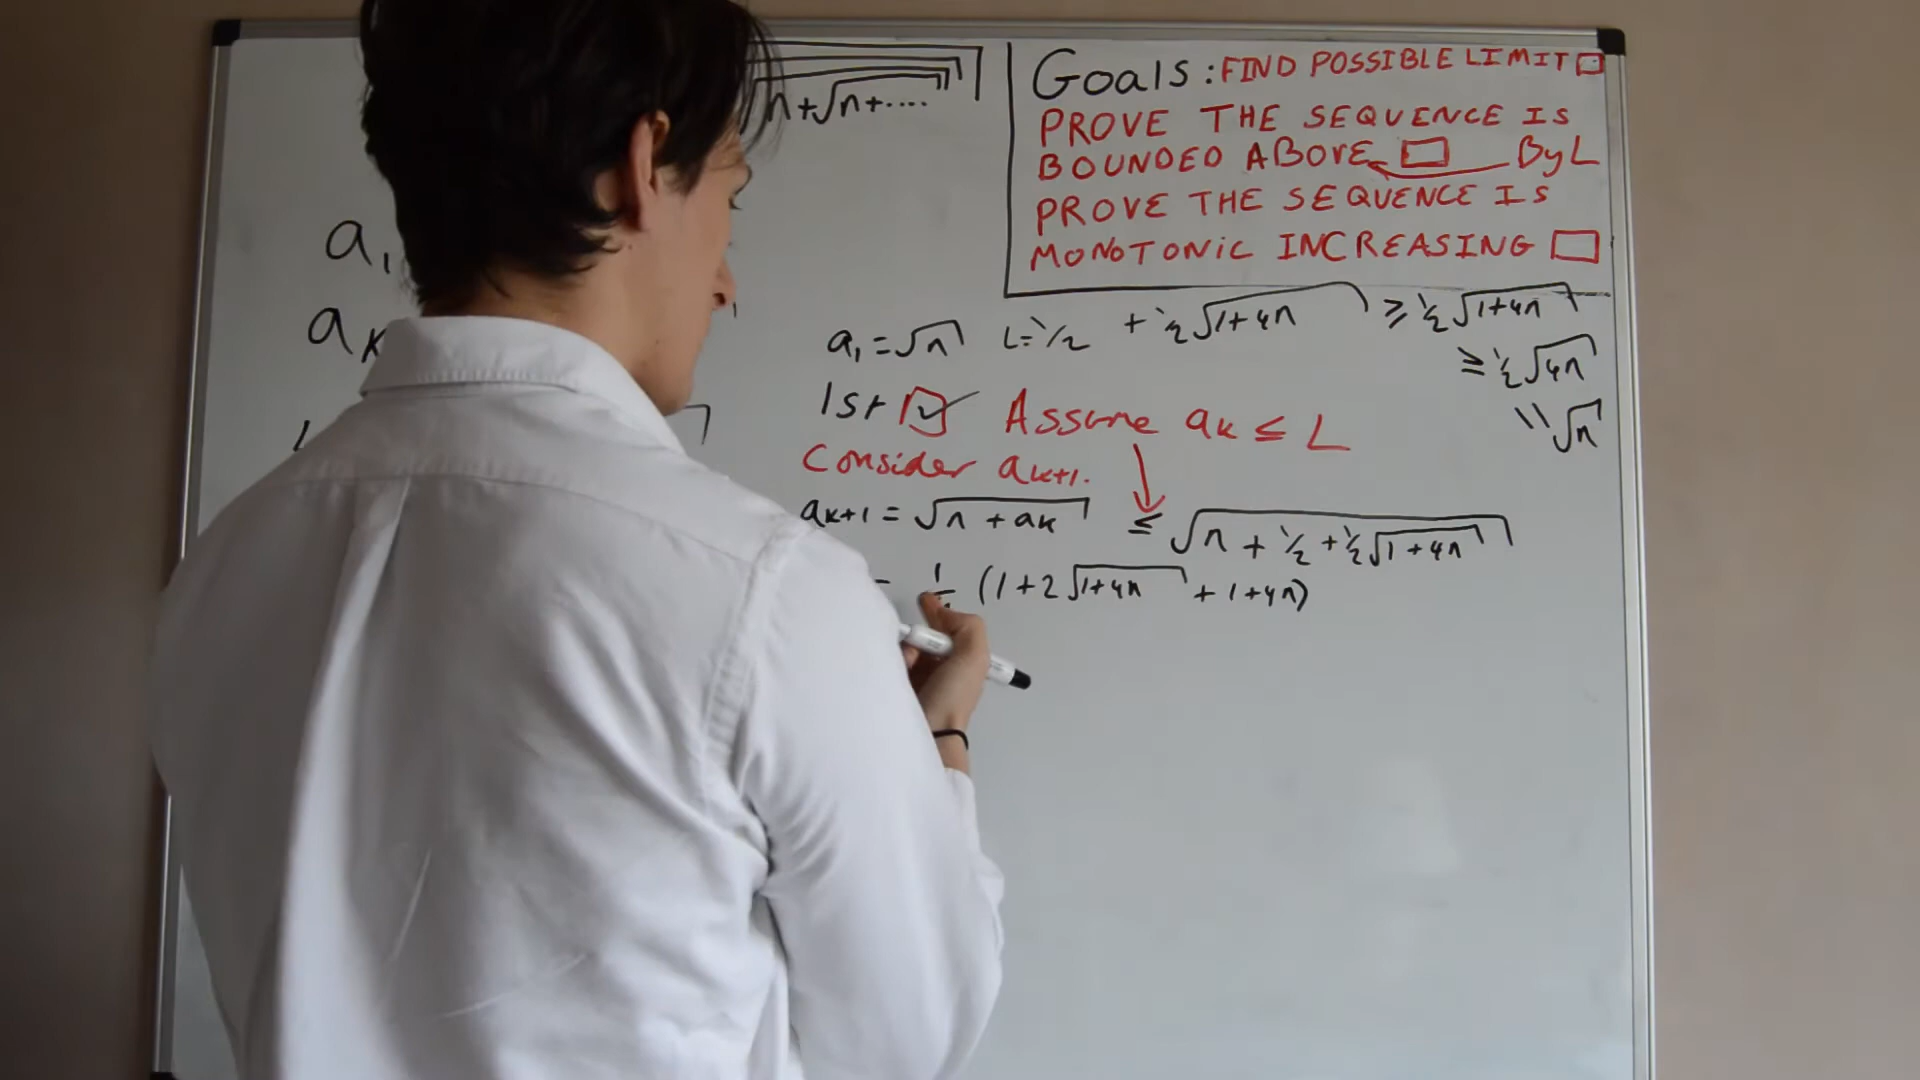 n+√n+....
Goals: FIND POSSIBLE LIMIT
PROVE THE SEQUENCE IS
BOUNDED ABOVE By L
PROVE THE SEQUENCE IS
MONOTONIC INCREASING
a₁
aₖ
a₁ = √n L = 1/2 + 1/2 √1+4n ≥ 1/2 √1+4n
≥ 1/2 √4n
\\ √n
1st Assume aₖ ≤ L
Consider aₖ₊₁.
aₖ₊₁ = √n + aₖ ≤ √n + 1/2 + 1/2 √1+4n
(1+2√1+4n + 1+4n)